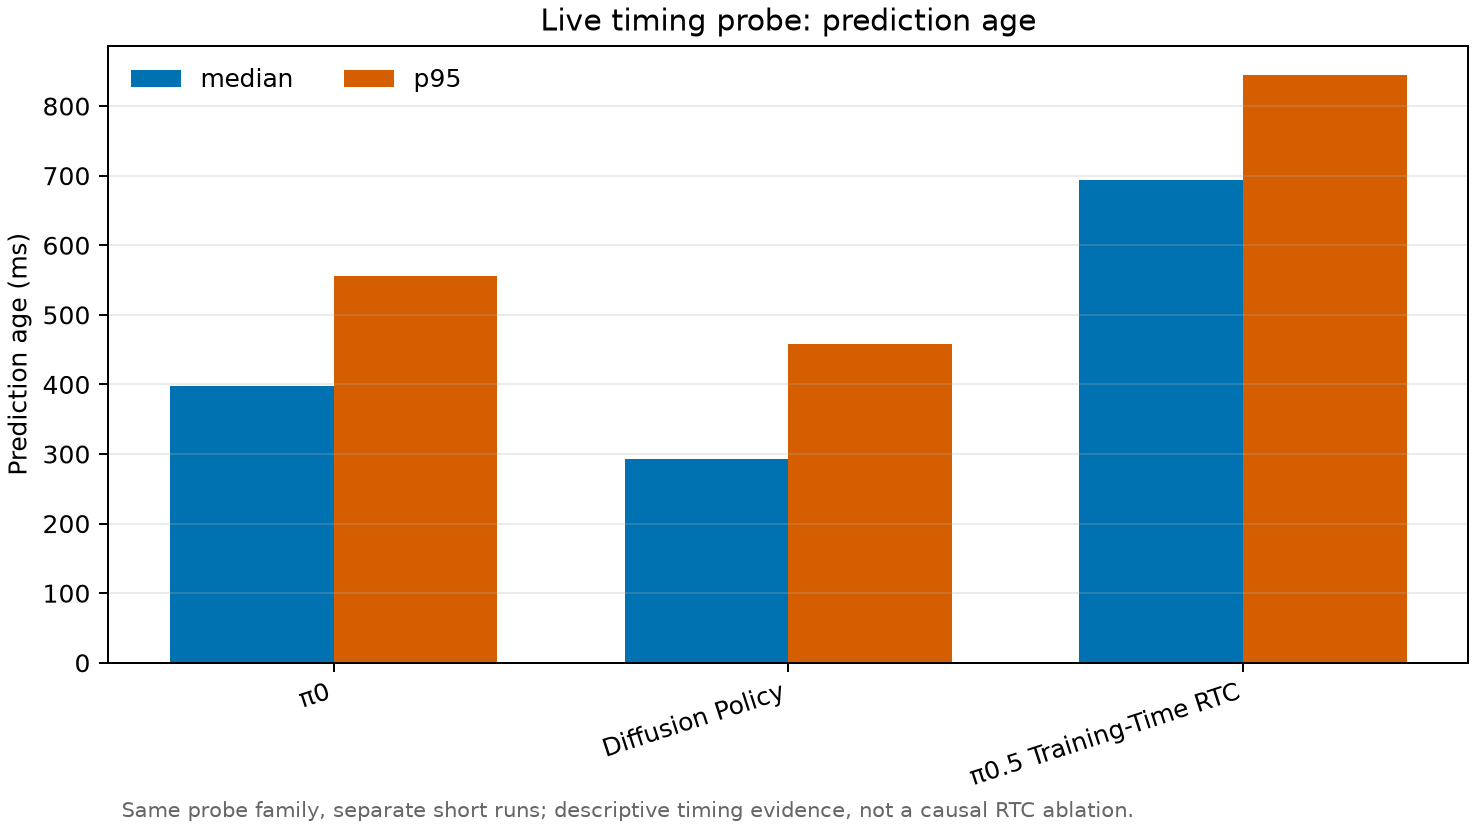 Live timing probe: prediction age
median
p95
Prediction age (ms)
800
700
600
500
400
300
200
100
0
π0
Diffusion Policy
π0.5 Training-Time RTC
Same probe family, separate short runs; descriptive timing evidence, not a causal RTC ablation.